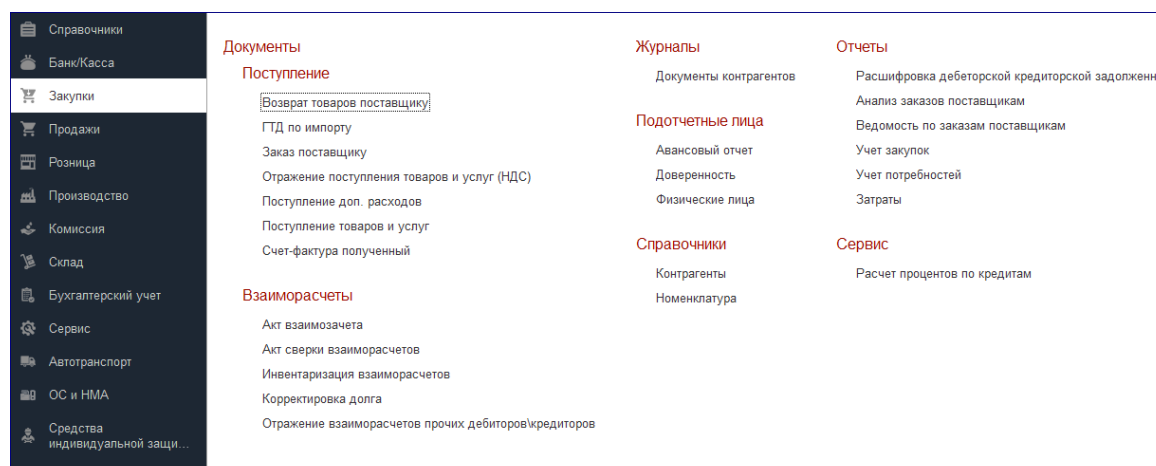 Справочники
Банк/Касса
Закупки
Продажи
Розница
Производство
Комиссия
Склад
Бухгалтерский учет
Сервис
Автотранспорт
ОС и НМА
Средства
индивидуальной защи...
Документы
Поступление
Возврат товаров поставщику
ГТД по импорту
Заказ поставщику
Отражение поступления товаров и услуг (НДС)
Поступление доп. расходов
Поступление товаров и услуг
Счет-фактура полученный
Взаиморасчеты
Акт взаимозачета
Акт сверки взаиморасчетов
Инвентаризация взаиморасчетов
Корректировка долга
Отражение взаиморасчетов прочих дебиторов\кредиторов
Журналы
Документы контрагентов
Подотчетные лица
Авансовый отчет
Доверенность
Физические лица
Справочники
Контрагенты
Номенклатура
Отчеты
Расшифровка дебеторской кредиторской задолженн
Анализ заказов поставщикам
Ведомость по заказам поставщикам
Учет закупок
Учет потребностей
Затраты
Сервис
Расчет процентов по кредитам